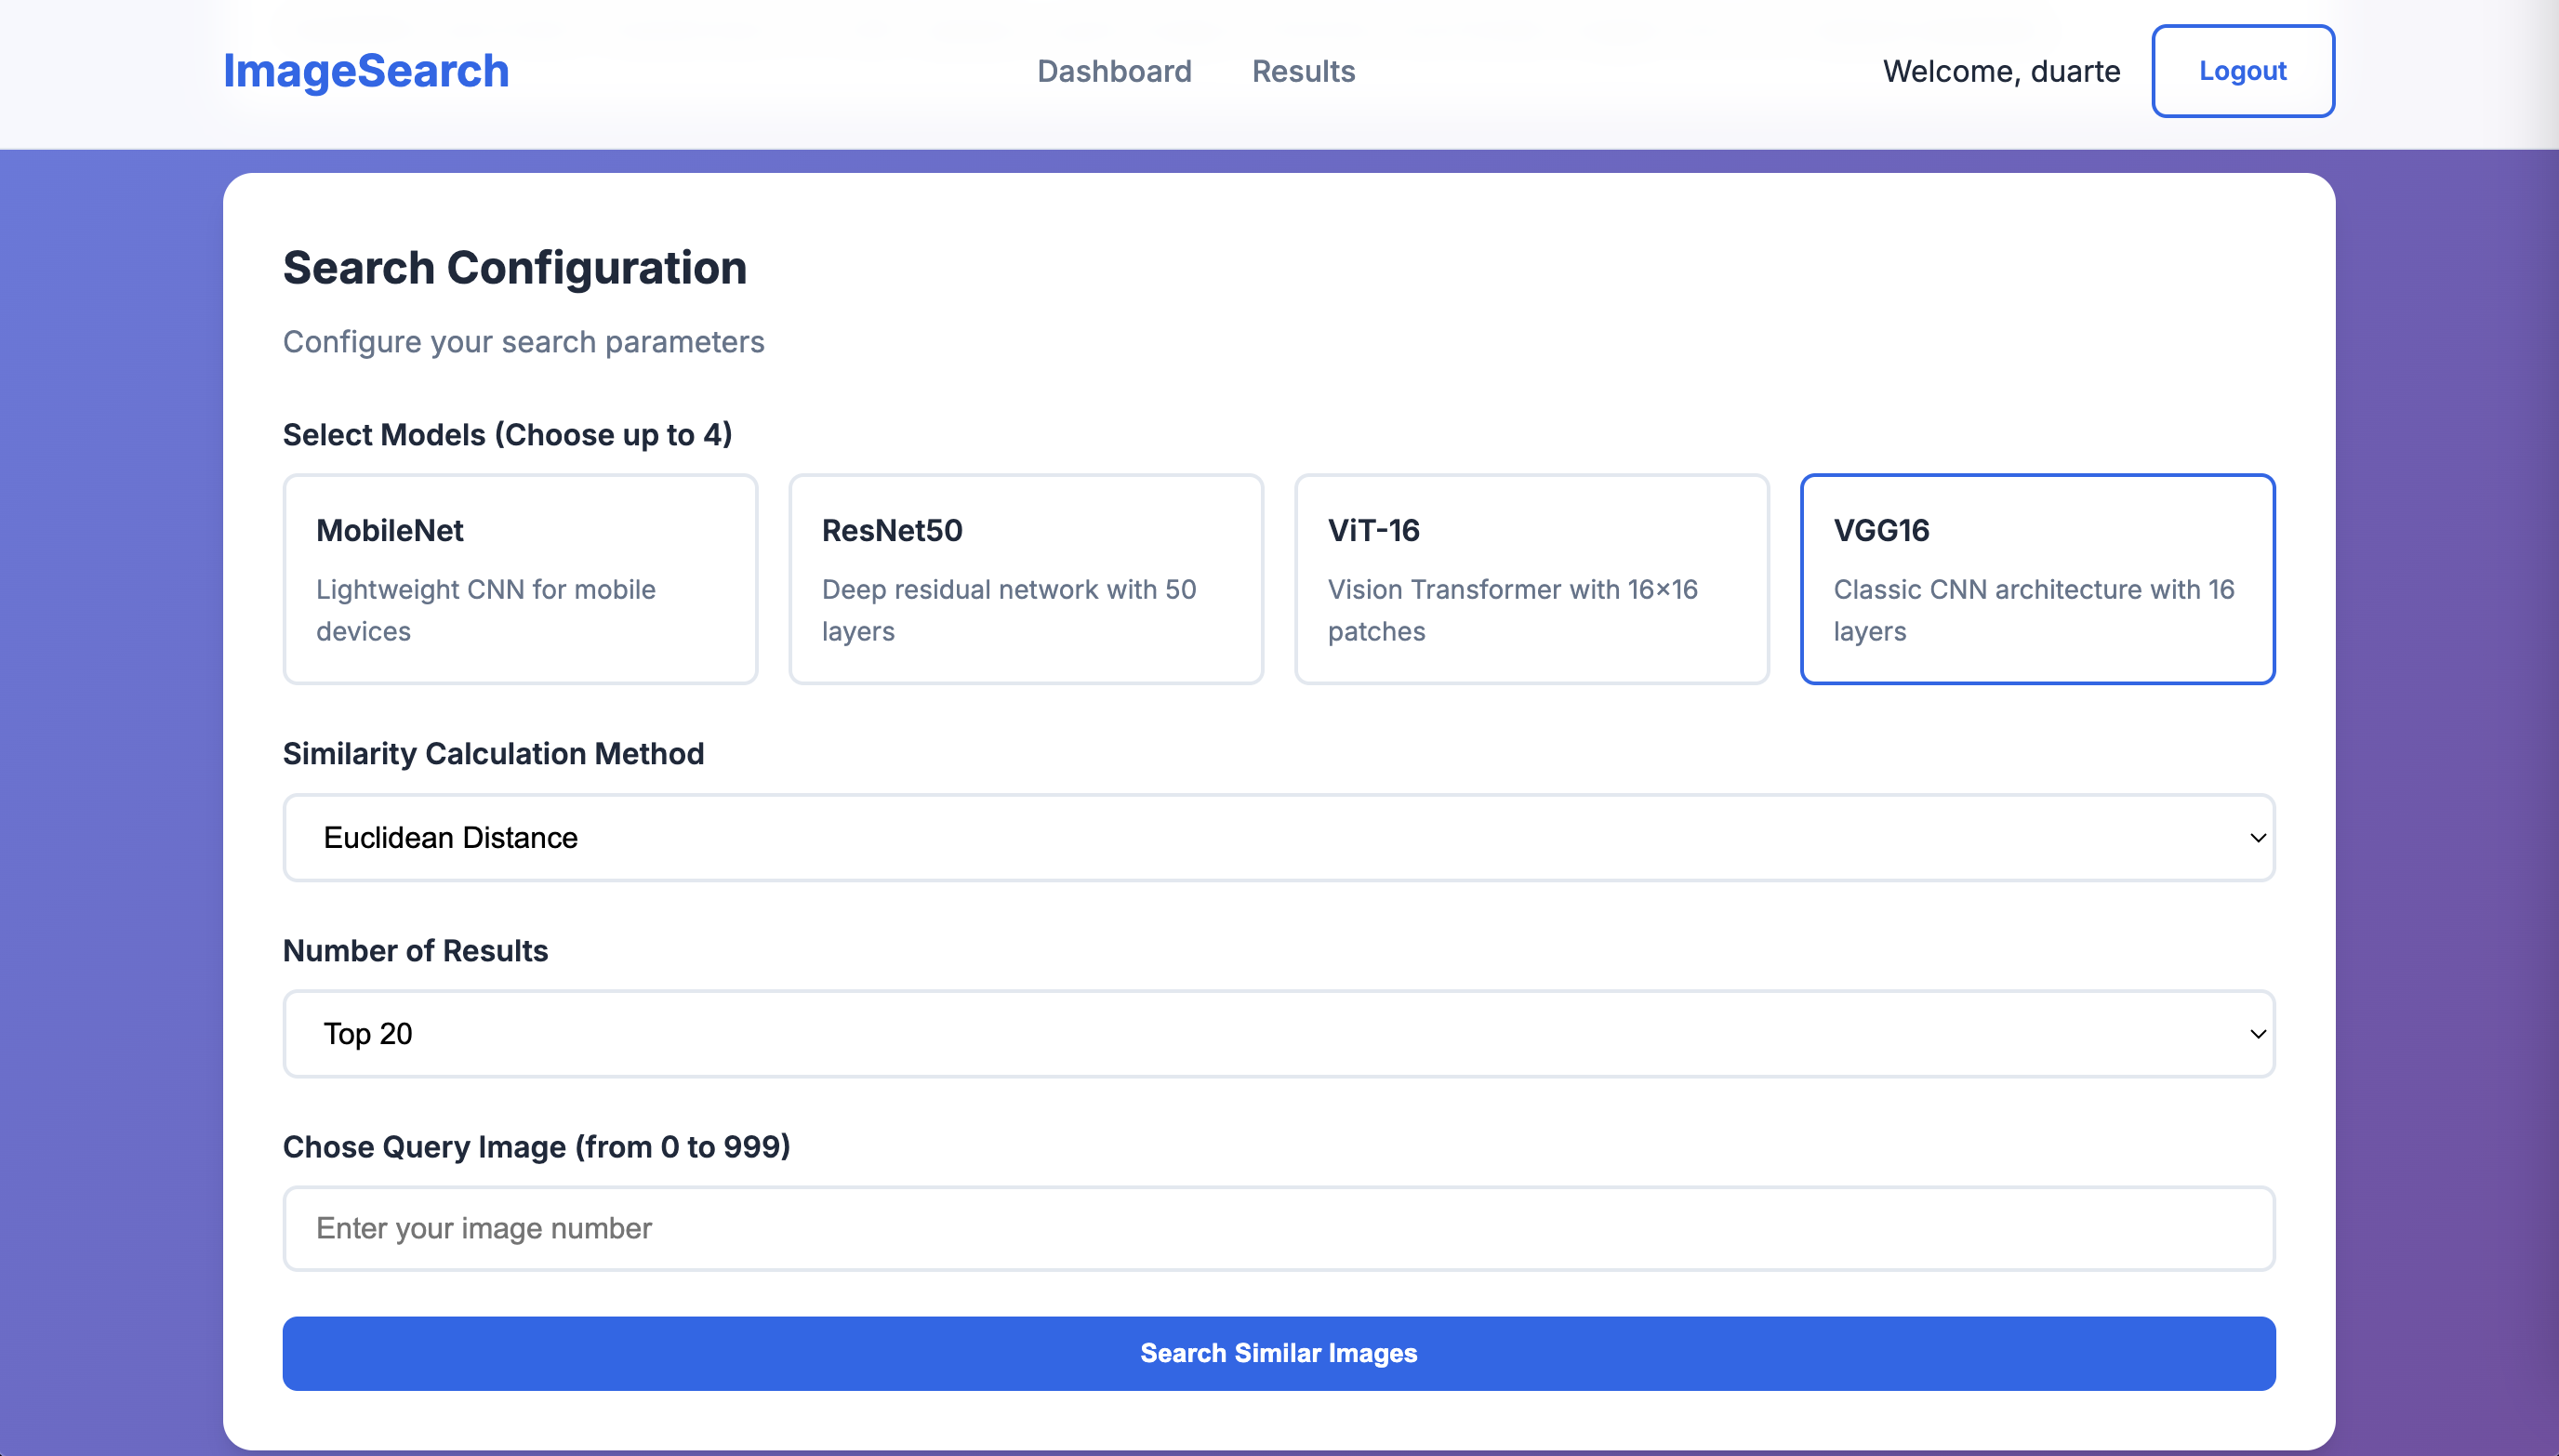 ImageSearch
Dashboard
Results
Welcome, duarte
Logout
Search Configuration
Configure your search parameters
Select Models (Choose up to 4)
MobileNet
Lightweight CNN for mobile
devices
ResNet50
Deep residual network with 50
layers
ViT-16
Vision Transformer with 16×16
patches
VGG16
Classic CNN architecture with 16
layers
Similarity Calculation Method
Euclidean Distance
Number of Results
Top 20
Chose Query Image (from 0 to 999)
Enter your image number
Search Similar Images